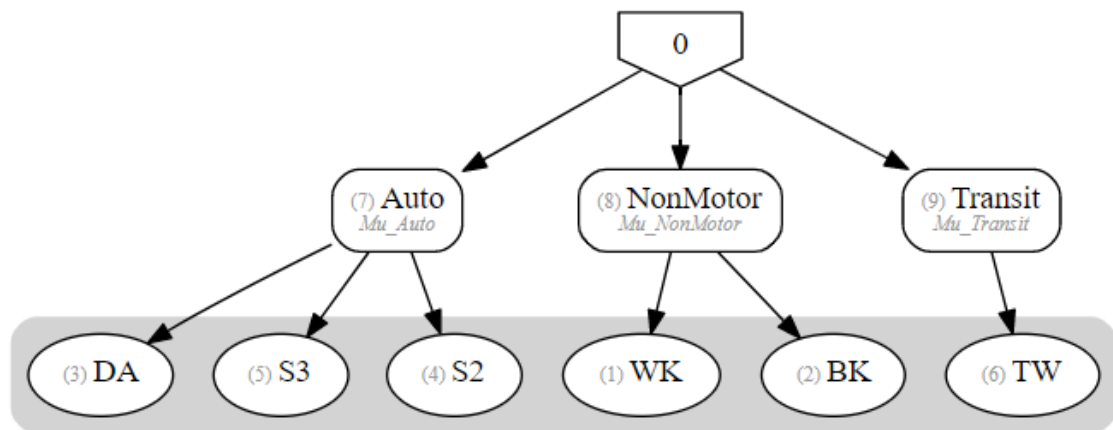 0
(7) Auto
Mu_Auto
(8) NonMotor
Mu_NonMotor
(9) Transit
Mu_Transit
(3) DA
(5) S3
(4) S2
(1) WK
(2) BK
(6) TW